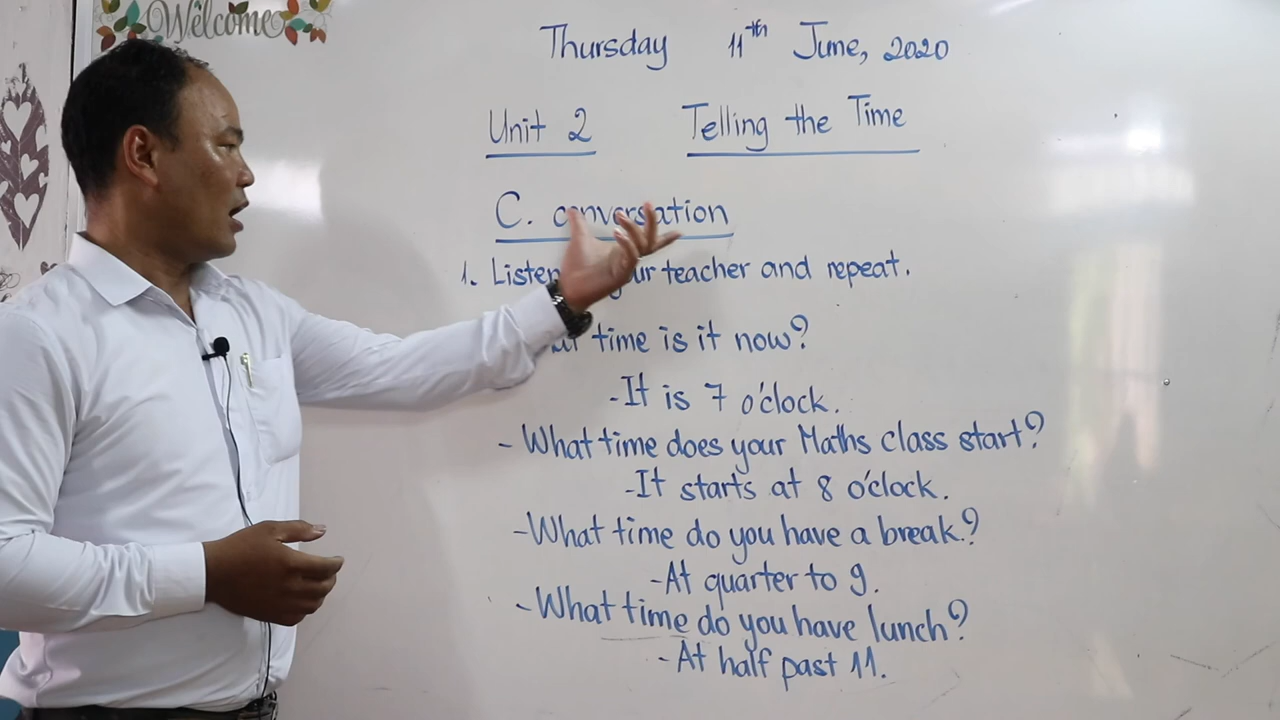 Welcome
Thursday 11th June, 2020
Unit 2 Telling the Time
C. conversation
1. Listen teacher and repeat.
time is it now?
-It is 7 o'clock.
- What time does your Maths class start?
-It starts at 8 o'clock.
-What time do you have a break?
-At quarter to 9.
-What time do you have lunch?
-At half past 11.